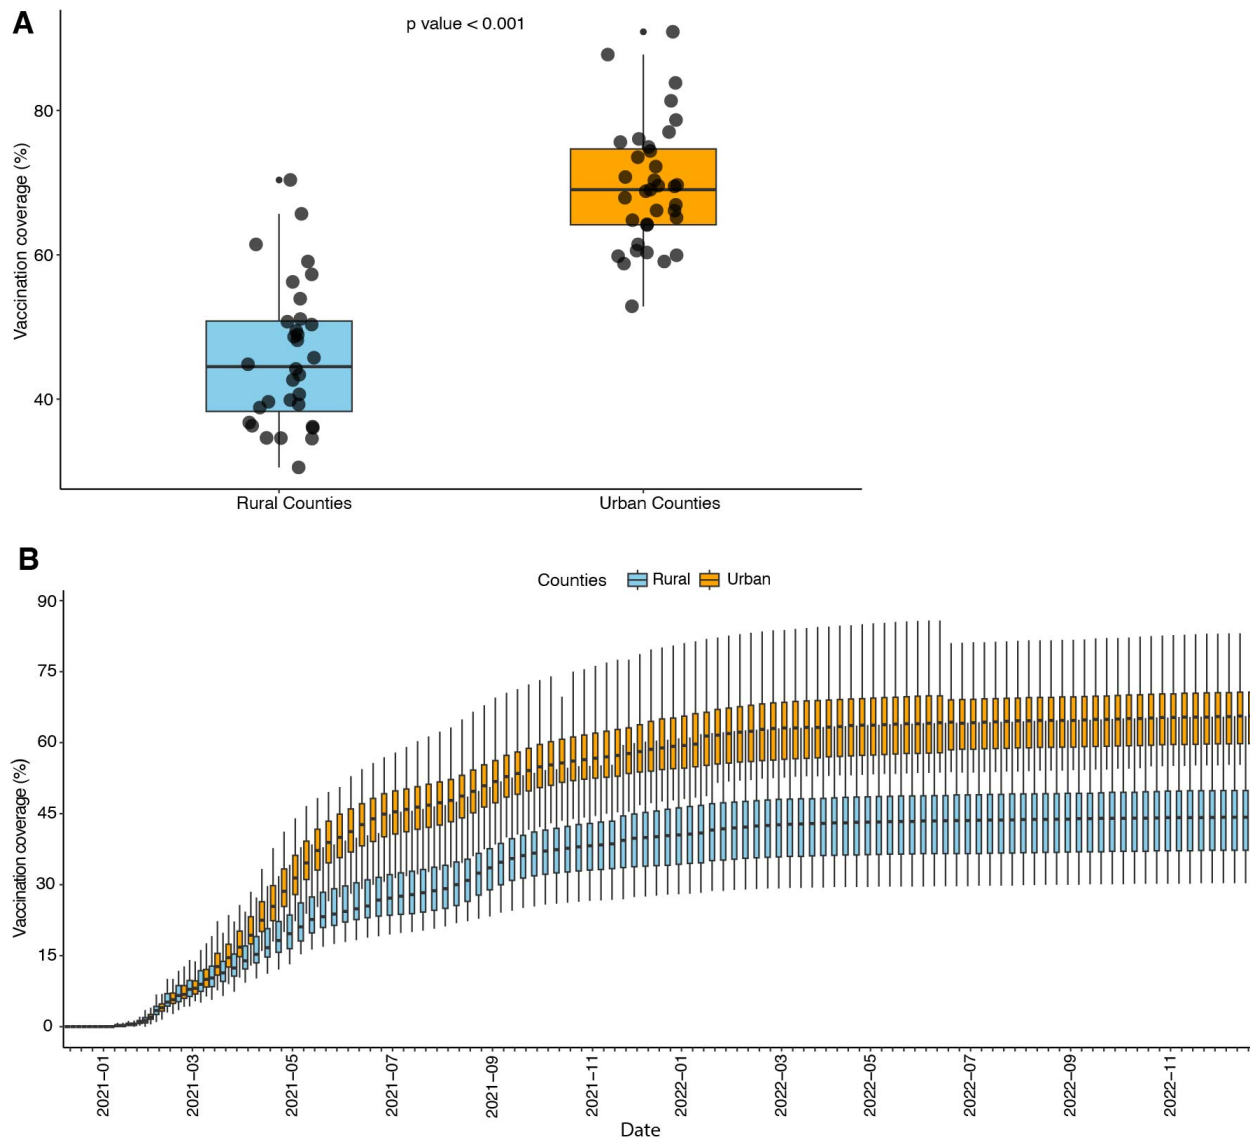 A
p value < 0.001
Vaccination coverage (%)
80
60
40
Rural Counties
Urban Counties
B
Counties
Rural
Urban
Vaccination coverage (%)
90
75
60
45
30
15
0
2021–01
2021–03
2021–05
2021–07
2021–09
2021–11
2022–01
2022–03
2022–05
2022–07
2022–09
2022–11
Date